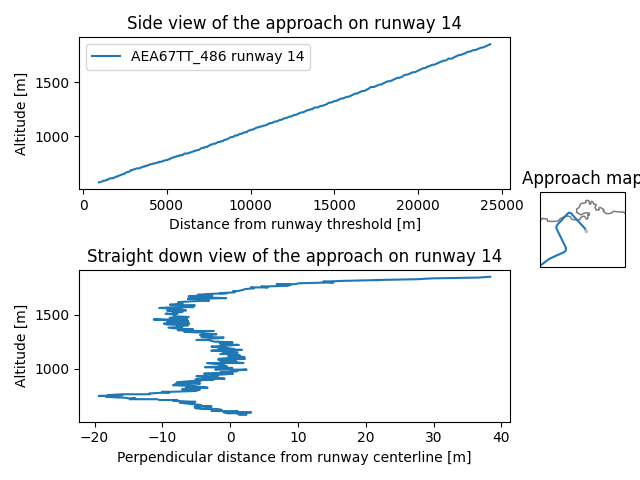 Side view of the approach on runway 14
AEA67TT_486 runway 14
Altitude [m]
1500
1000
0
5000
10000
15000
20000
25000
Distance from runway threshold [m]
Approach map
Straight down view of the approach on runway 14
Altitude [m]
1500
1000
−20
−10
0
10
20
30
40
Perpendicular distance from runway centerline [m]